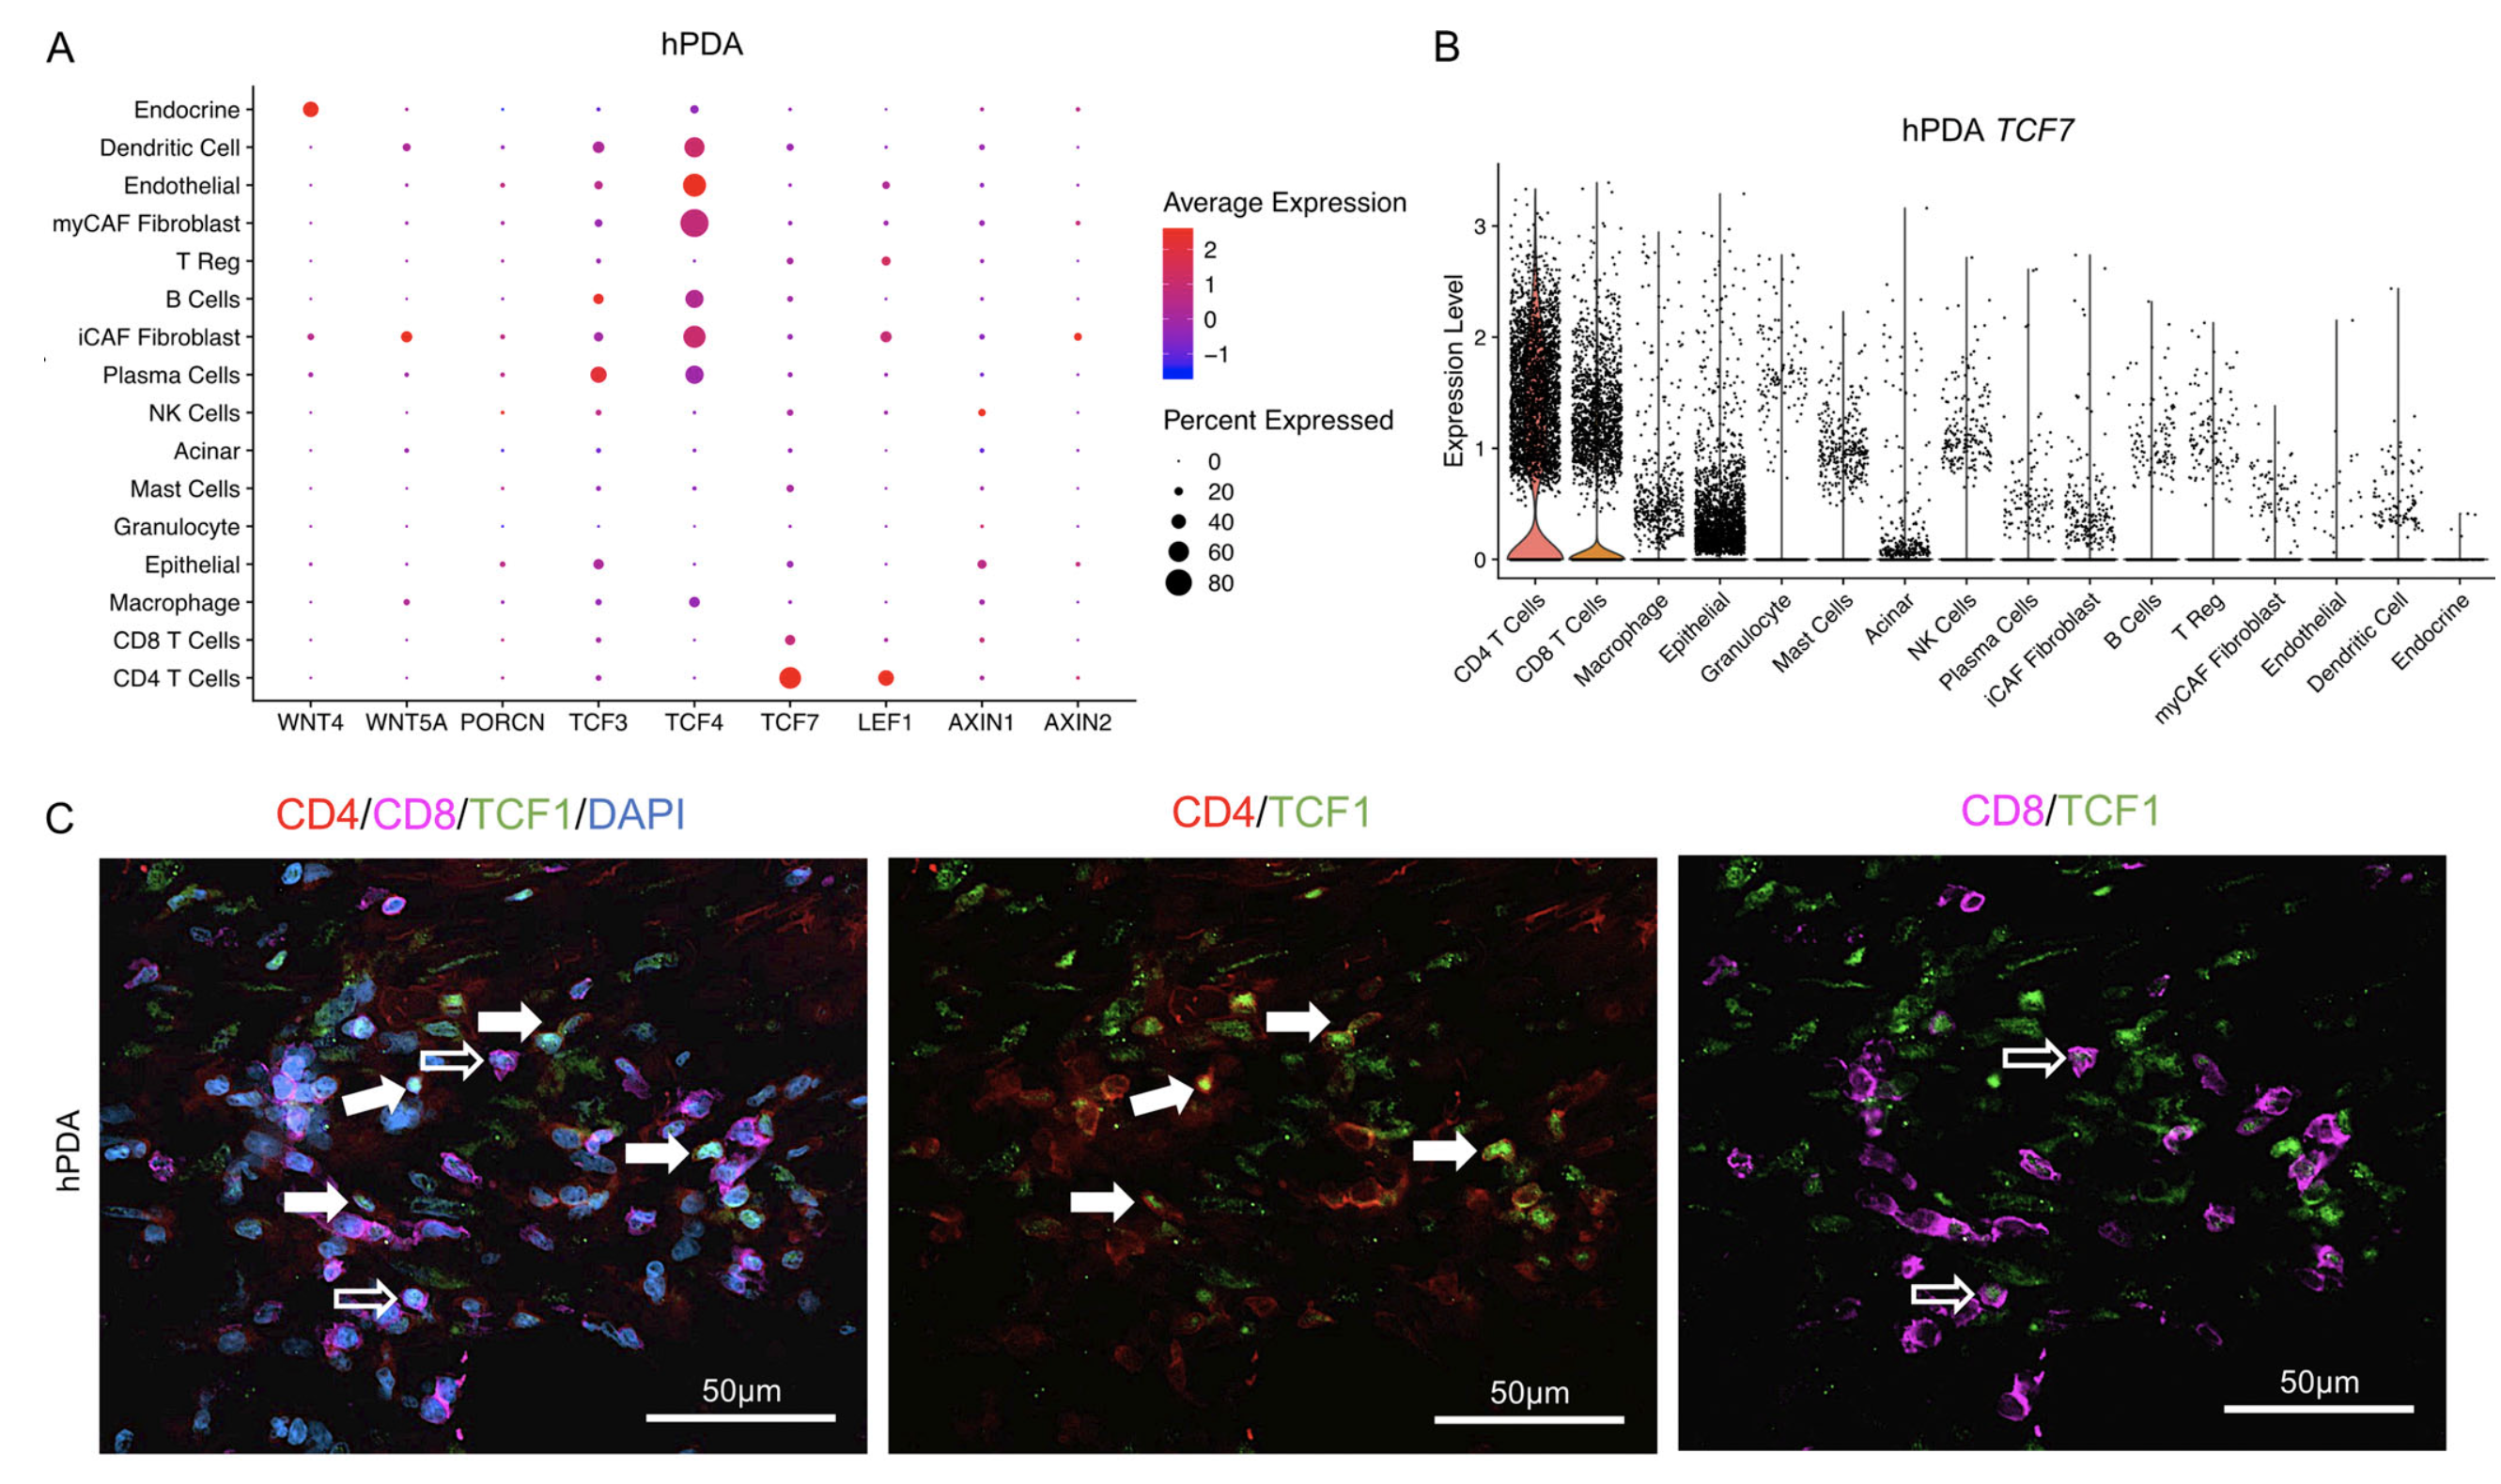 A
hPDA
Endocrine
Dendritic Cell
Endothelial
myCAF Fibroblast
T Reg
B Cells
iCAF Fibroblast
Plasma Cells
NK Cells
Acinar
Mast Cells
Granulocyte
Epithelial
Macrophage
CD8 T Cells
CD4 T Cells
WNT4 WNT5A PORCN TCF3 TCF4 TCF7 LEF1 AXIN1 AXIN2
Average Expression
2
1
0
−1
Percent Expressed
0
20
40
60
80
B
hPDA TCF7
Expression Level
3
2
1
0
CD4 T Cells
CD8 T Cells
Macrophage
Epithelial
Granulocyte
Mast Cells
Acinar
NK Cells
Plasma Cells
iCAF Fibroblast
B Cells
T Reg
myCAF Fibroblast
Endothelial
Dendritic Cell
Endocrine
C
CD4/CD8/TCF1/DAPI
CD4/TCF1
CD8/TCF1
hPDA
50µm
50µm
50µm